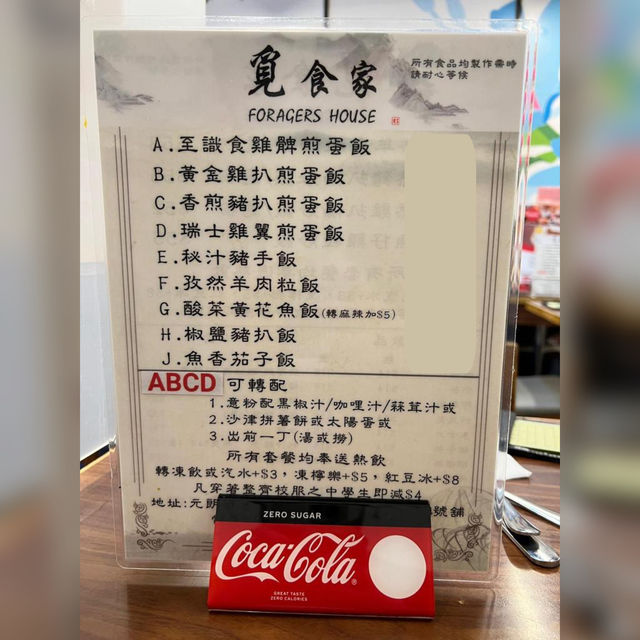 覓食家
所有食品均製作需時
請耐心等候
FORAGERS HOUSE
A.至識食雞髀煎蛋飯
B.黃金雞扒煎蛋飯
C.香煎豬扒煎蛋飯
D.瑞士雞翼煎蛋飯
E.秘汁豬手飯
F.孜然羊肉粒飯
G.酸菜黃花魚飯(轉麻辣加$5)
H.椒鹽豬扒飯
J.魚香茄子飯
ABCD 可轉配
1.意粉配黑椒汁/咖哩汁/蒜茸汁或
2.沙津拼薯餅或太陽蛋或
3.出前一丁(湯或撈)
所有套餐均奉送熱飲
轉凍飲或汽水+$3，凍檸樂+$5，紅豆冰+$8
凡穿著整齊校服之中學生即減$4
地址:元朗 號舖
ZERO SUGAR
Coca-Cola
GREAT TASTE
ZERO CALORIES